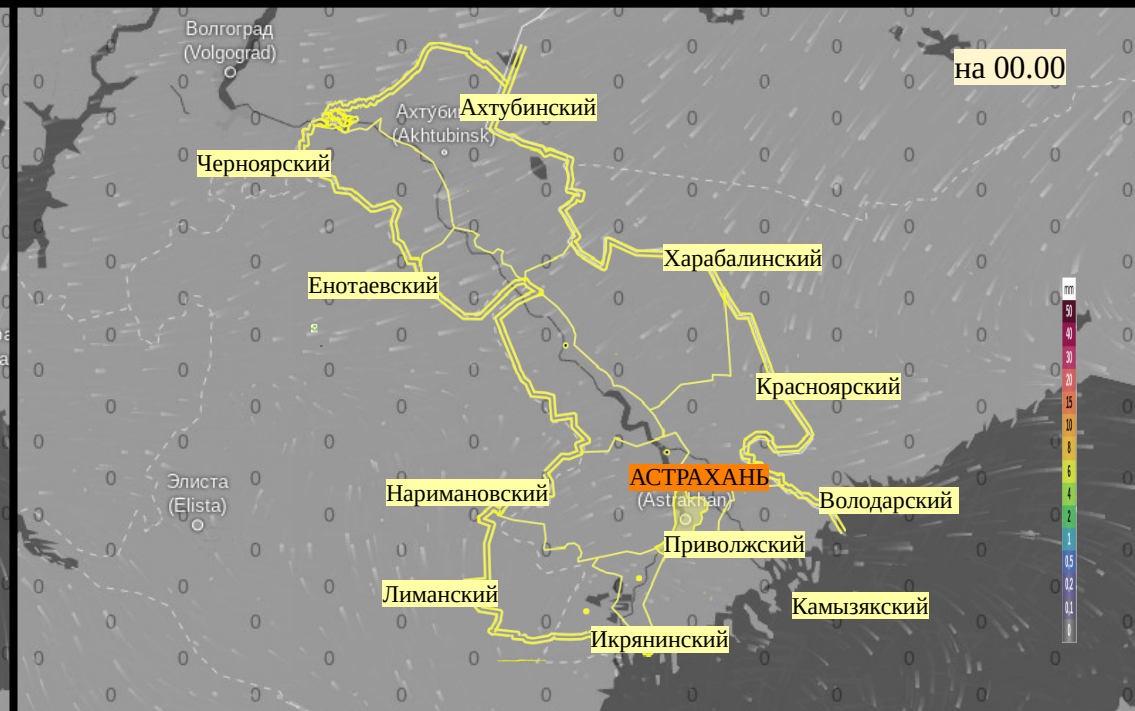 Волгоград
(Volgograd)
на 00.00
Ахтубинский
(Akhtubinsk)
Черноярский
Харабалинский
Енотаевский
mm
50
40
30
20
15
10
8
6
4
2
1
0,5
0,2
0,1
0
Красноярский
АСТРАХАНЬ
(Astrakhan)
Элиста
(Elista)
Наримановский
Володарский
Приволжский
Лиманский
Камызякский
Икрянинский